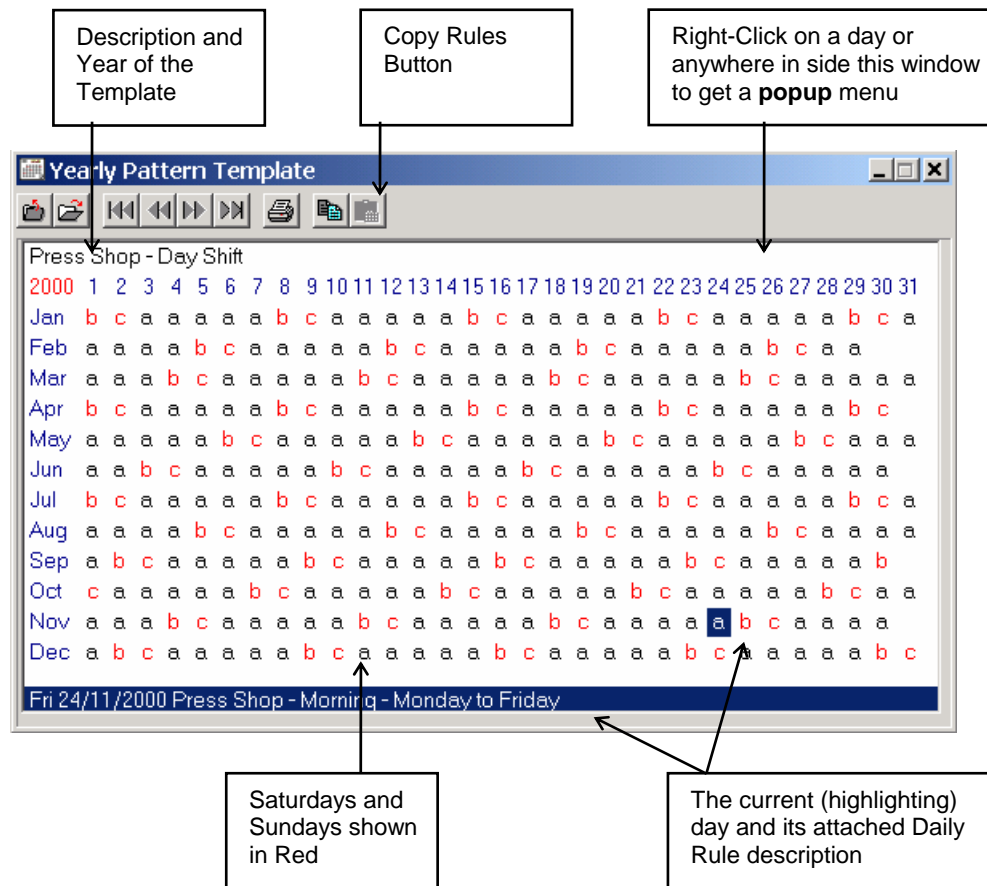 Description and
Year of the
Template
Copy Rules
Button
Right-Click on a day or
anywhere in side this window
to get a popup menu
Yearly Pattern Template
Press Shop - Day Shift
2000 1 2 3 4 5 6 7 8 9 10 11 12 13 14 15 16 17 18 19 20 21 22 23 24 25 26 27 28 29 30 31
Jan b c a a a a a b c a a a a a b c a a a a a b c a a a a a b c a
Feb a a a a b c a a a a a b c a a a a a b c a a a a a b c a a
Mar a a a b c a a a a a b c a a a a a b c a a a a a b c a a a a a
Apr b c a a a a a b c a a a a a b c a a a a a b c a a a a a b c
May a a a a a b c a a a a a b c a a a a a b c a a a a a b c a a a
Jun a a b c a a a a a b c a a a a a b c a a a a a b c a a a a a
Jul b c a a a a a b c a a a a a b c a a a a a b c a a a a a b c a
Aug a a a a b c a a a a a b c a a a a a b c a a a a a b c a a a a
Sep a b c a a a a a b c a a a a a b c a a a a a b c a a a a a b
Oct c a a a a a b c a a a a a b c a a a a a b c a a a a a b c a a
Nov a a a b c a a a a a b c a a a a a b c a a a a a b c a a a a
Dec a b c a a a a a b c a a a a a b c a a a a a b c a a a a a b c
Fri 24/11/2000 Press Shop - Morning - Monday to Friday
Saturdays and
Sundays shown
in Red
The current (highlighting)
day and its attached Daily
Rule description